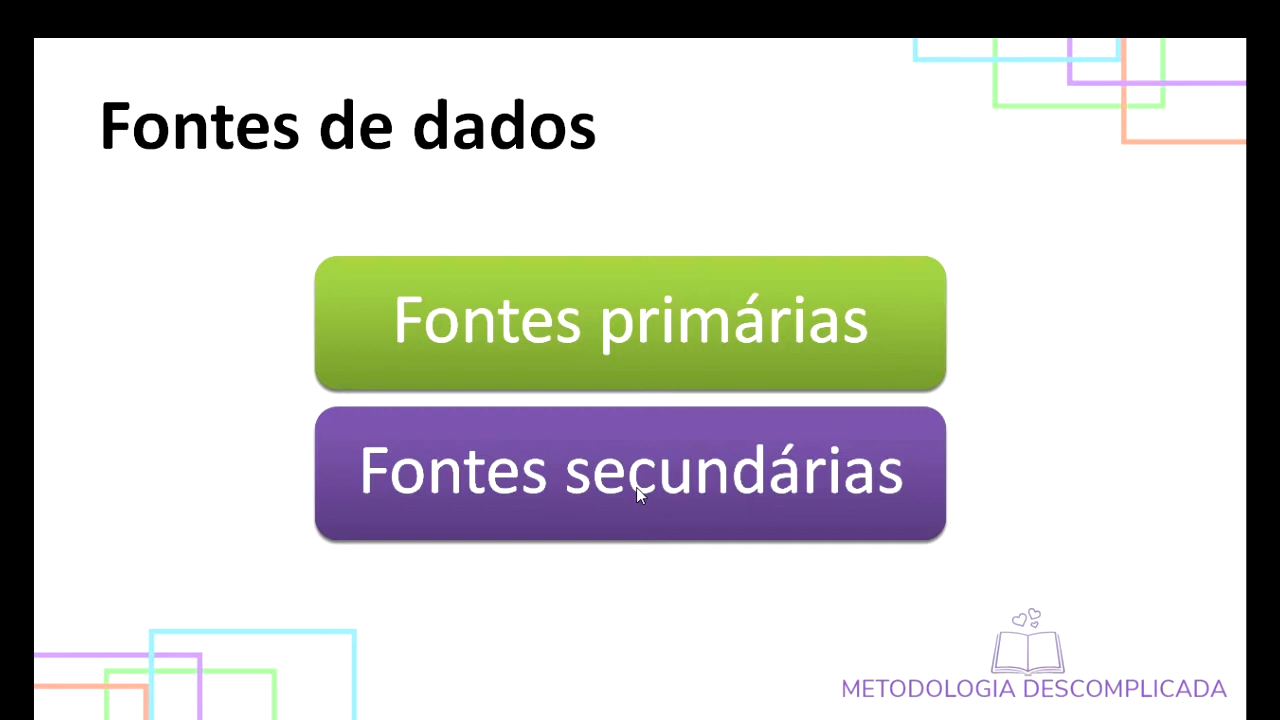 Fontes de dados
Fontes primárias
Fontes secundárias
METODOLOGIA DESCOMPLICADA